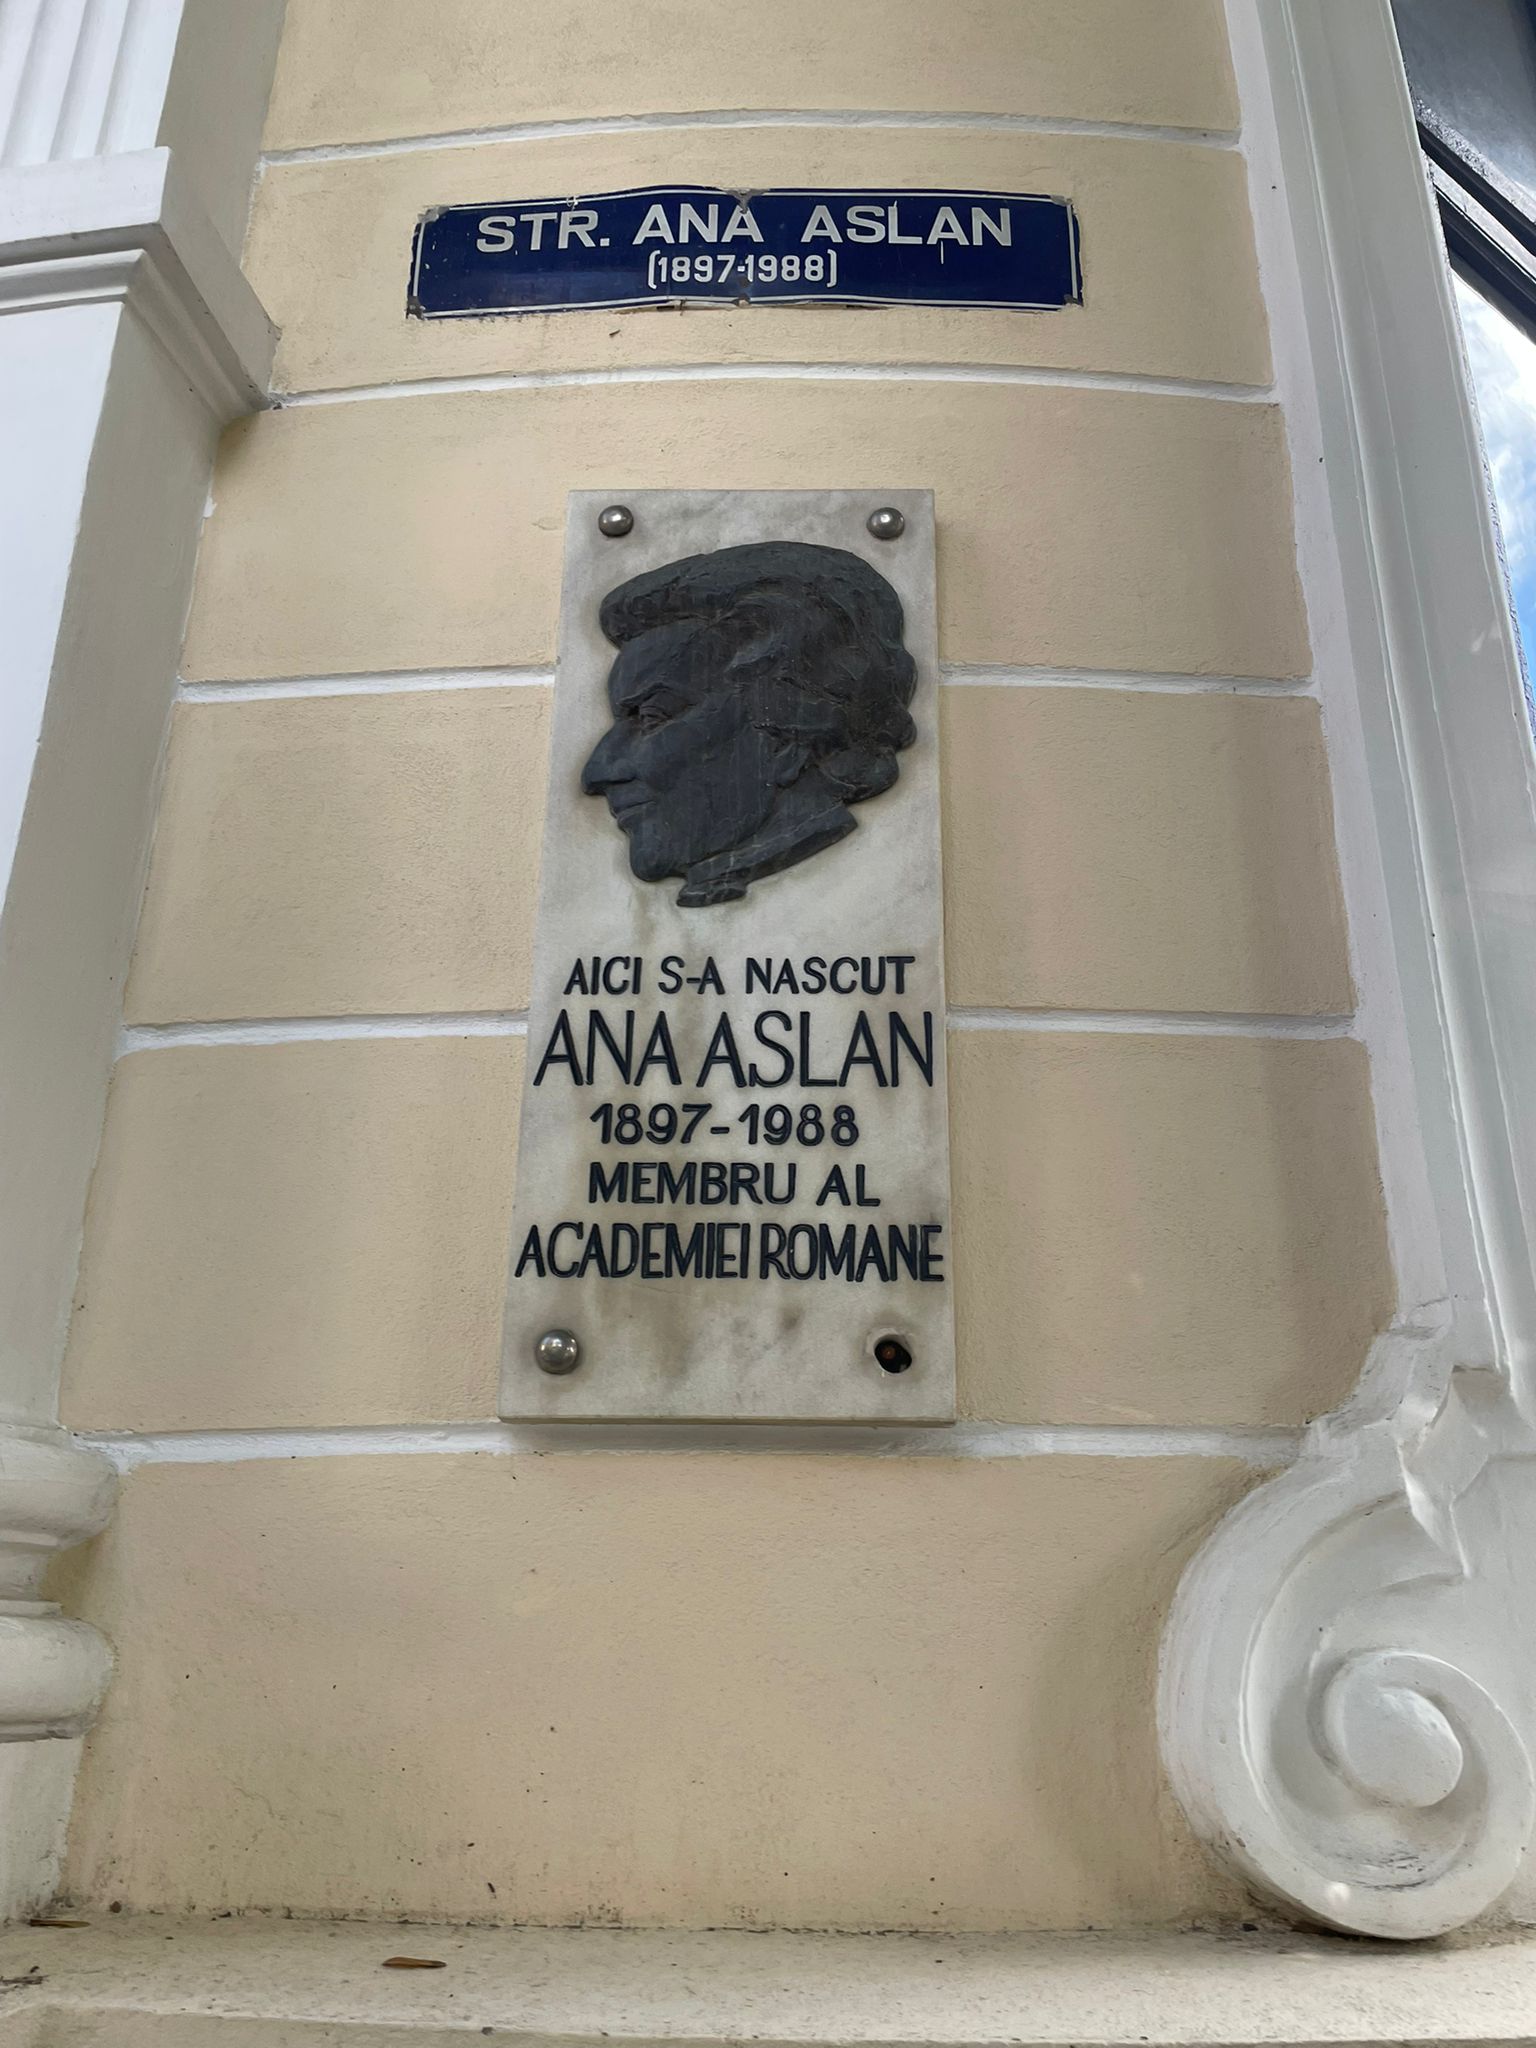 STR. ANA ASLAN
(1897-1988)
AICI S-A NASCUT
ANA ASLAN
1897-1988
MEMBRU AL
ACADEMIEI ROMANE